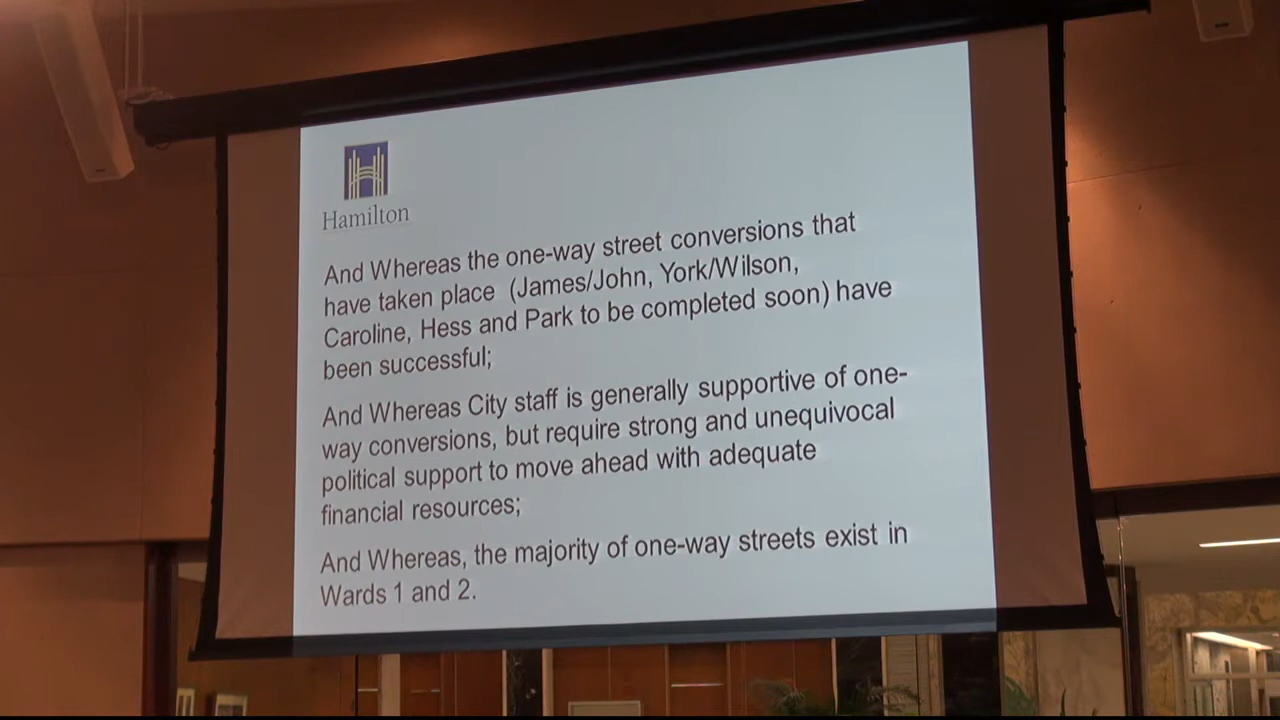 Hamilton
And Whereas the one-way street conversions that
have taken place (James/John, York/Wilson,
Caroline, Hess and Park to be completed soon) have
been successful;
And Whereas City staff is generally supportive of one-
way conversions, but require strong and unequivocal
political support to move ahead with adequate
financial resources;
And Whereas, the majority of one-way streets exist in
Wards 1 and 2.